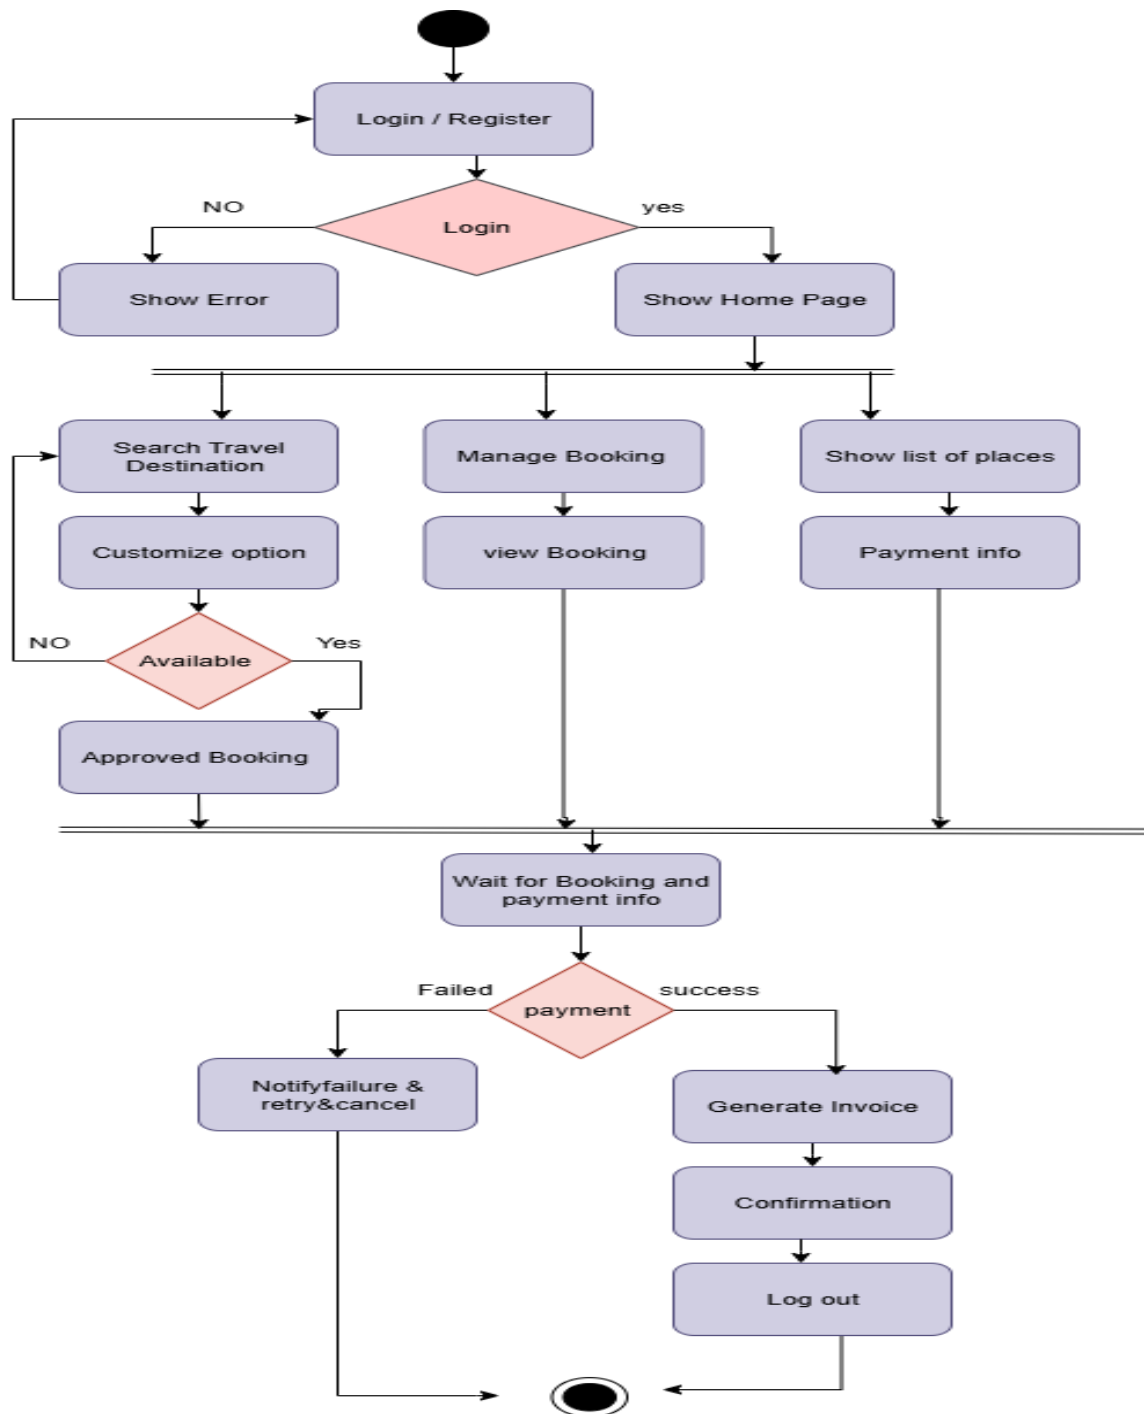 Login / Register
NO
yes
Login
Show Error
Show Home Page
Search Travel
Destination
Manage Booking
Show list of places
Customize option
view Booking
Payment info
NO
Yes
Available
Approved Booking
Wait for Booking and
payment info
Failed
success
payment
Notifyfailure &
retry&cancel
Generate Invoice
Confirmation
Log out